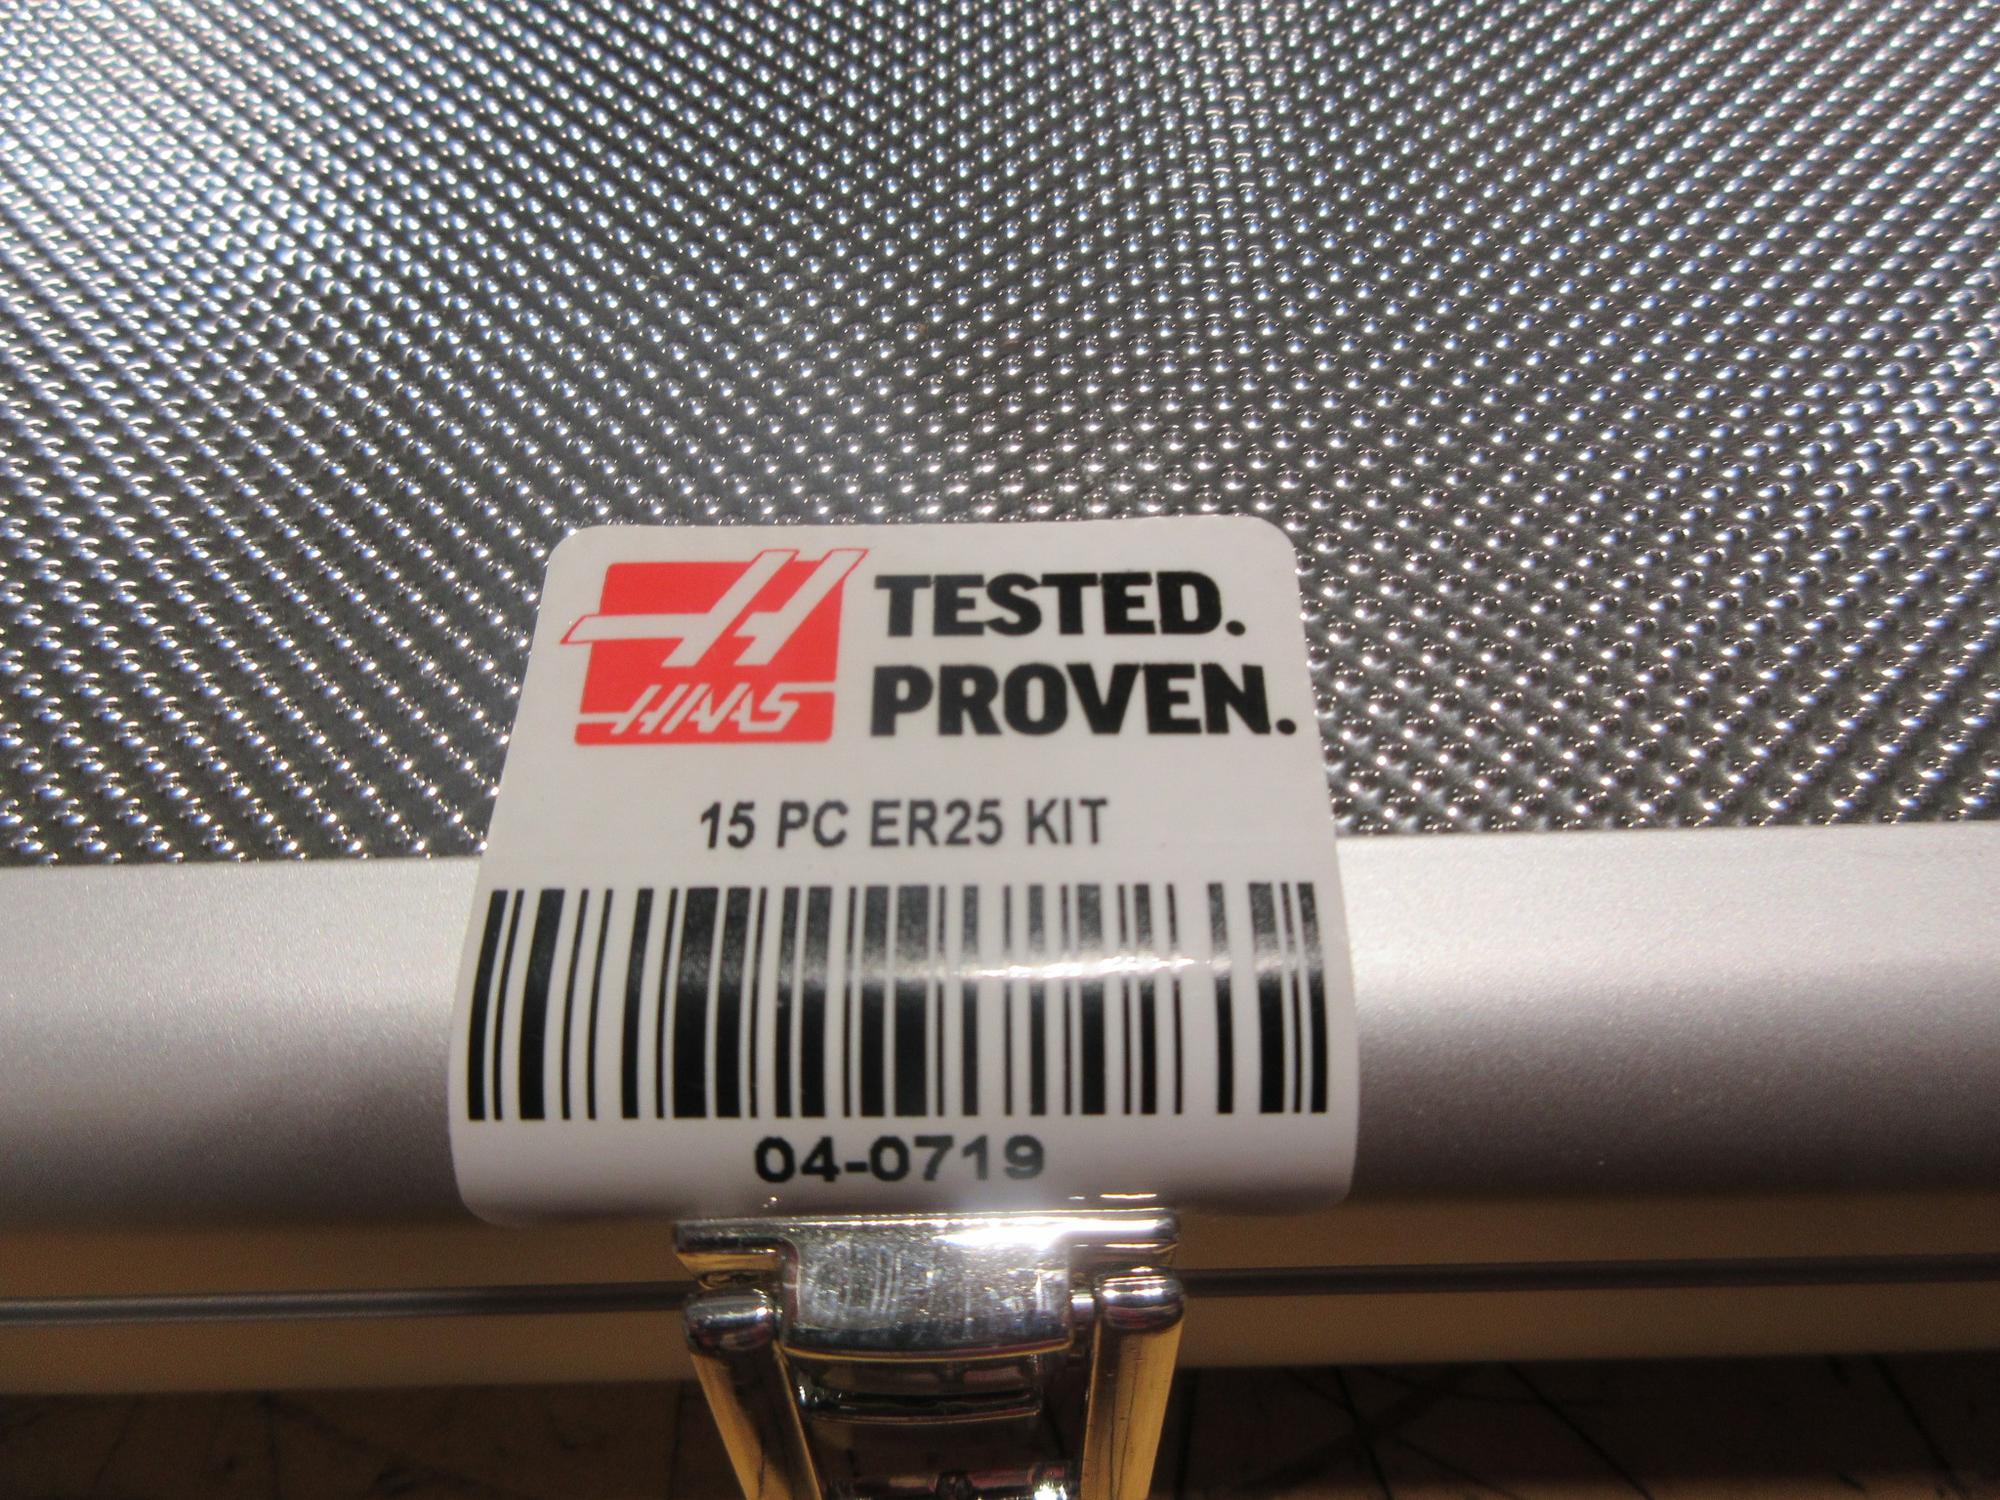 HAAS
TESTED.
PROVEN.
15 PC ER25 KIT
04-0719